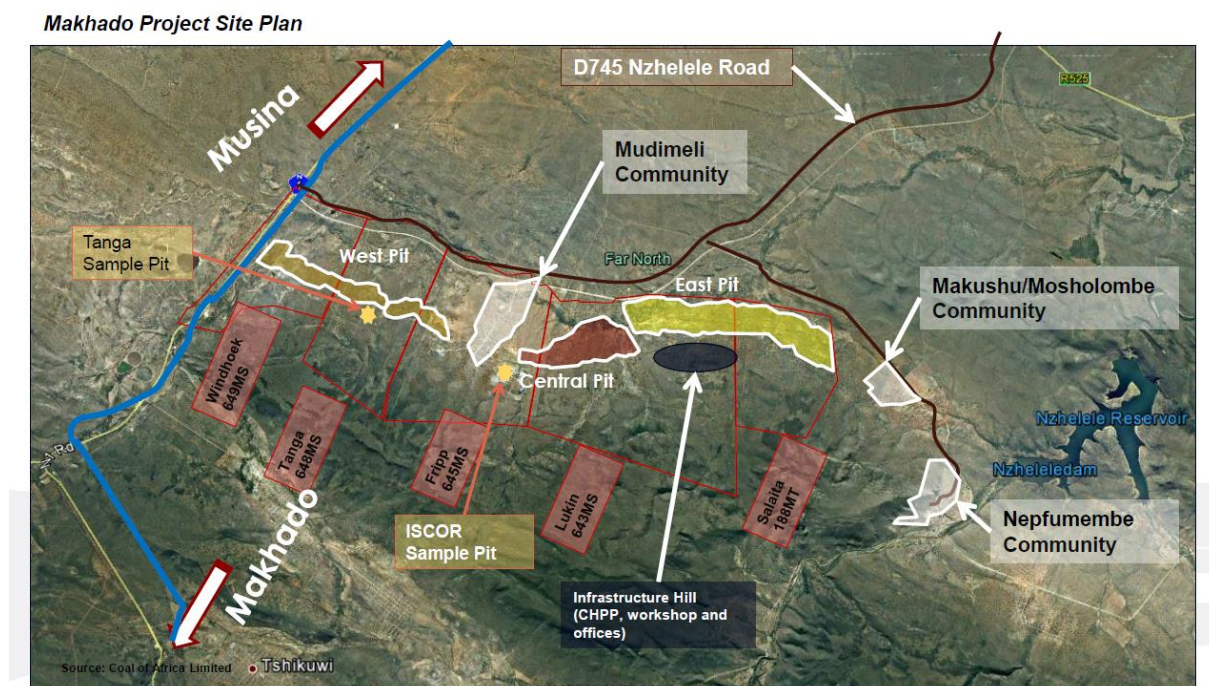 Makhado Project Site Plan
D745 Nzhelele Road
R525
Musina
Mudimeli
Community
Tanga
Sample Pit
West Pit
Far North
East Pit
Makushu/Mosholombe
Community
Windhoek
649MS
Central Pit
Tanga
648MS
Fripp
645MS
Lukin
643MS
Salaita
188MT
Nzhelele Reservoir
Nzheleledam
N1 Rd
Makhado
ISCOR
Sample Pit
Nepfumembe
Community
Infrastructure Hill
(CHPP, workshop and
offices)
Source: Coal of Africa Limited
Tshikuwi